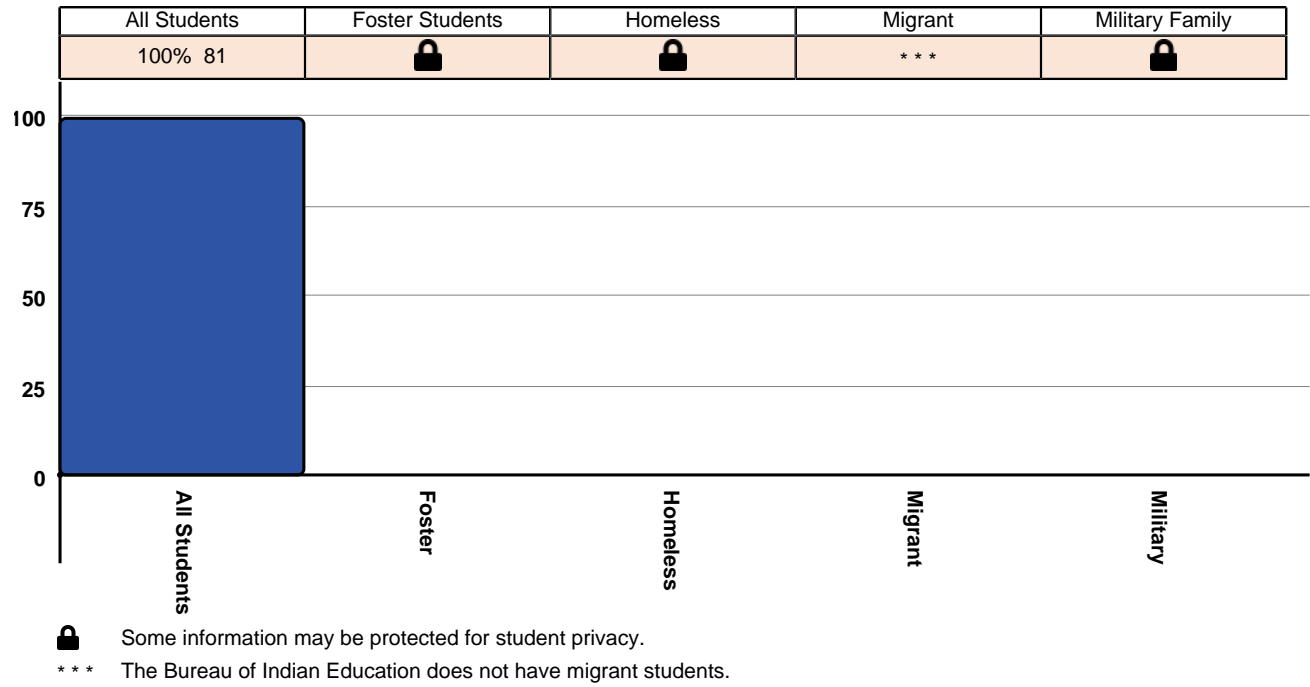 All Students Foster Students Homeless Migrant Military Family
100% 81 * * *
100
75
50
25
0
All Students
Foster
Homeless
Migrant
Military
Some information may be protected for student privacy.
* * * The Bureau of Indian Education does not have migrant students.